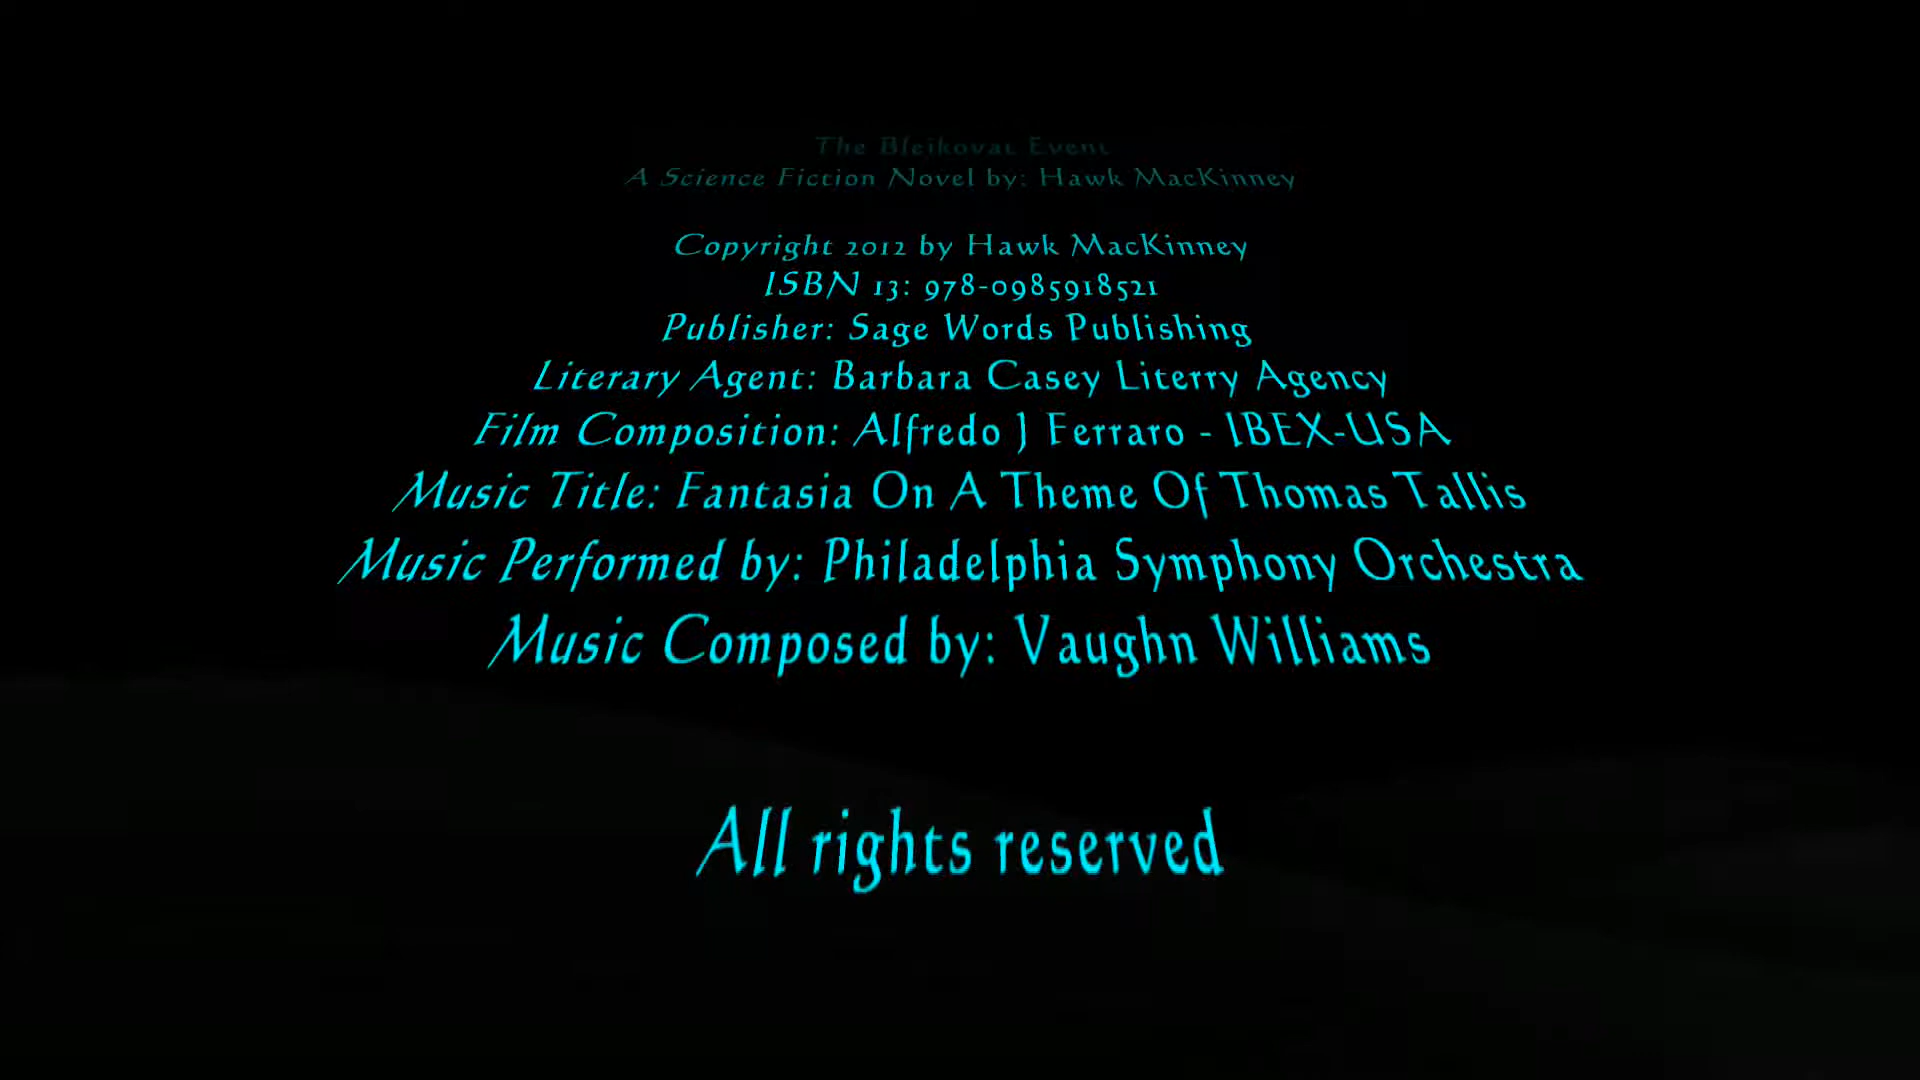 The Bleikovat Event
A Science Fiction Novel by: Hawk MacKinney
Copyright 2012 by Hawk MacKinney
ISBN 13: 978-0985918521
Publisher: Sage Words Publishing
Literary Agent: Barbara Casey Literry Agency
Film Composition: Alfredo J Ferraro - IBEX-USA
Music Title: Fantasia On A Theme Of Thomas Tallis
Music Performed by: Philadelphia Symphony Orchestra
Music Composed by: Vaughn Williams
All rights reserved